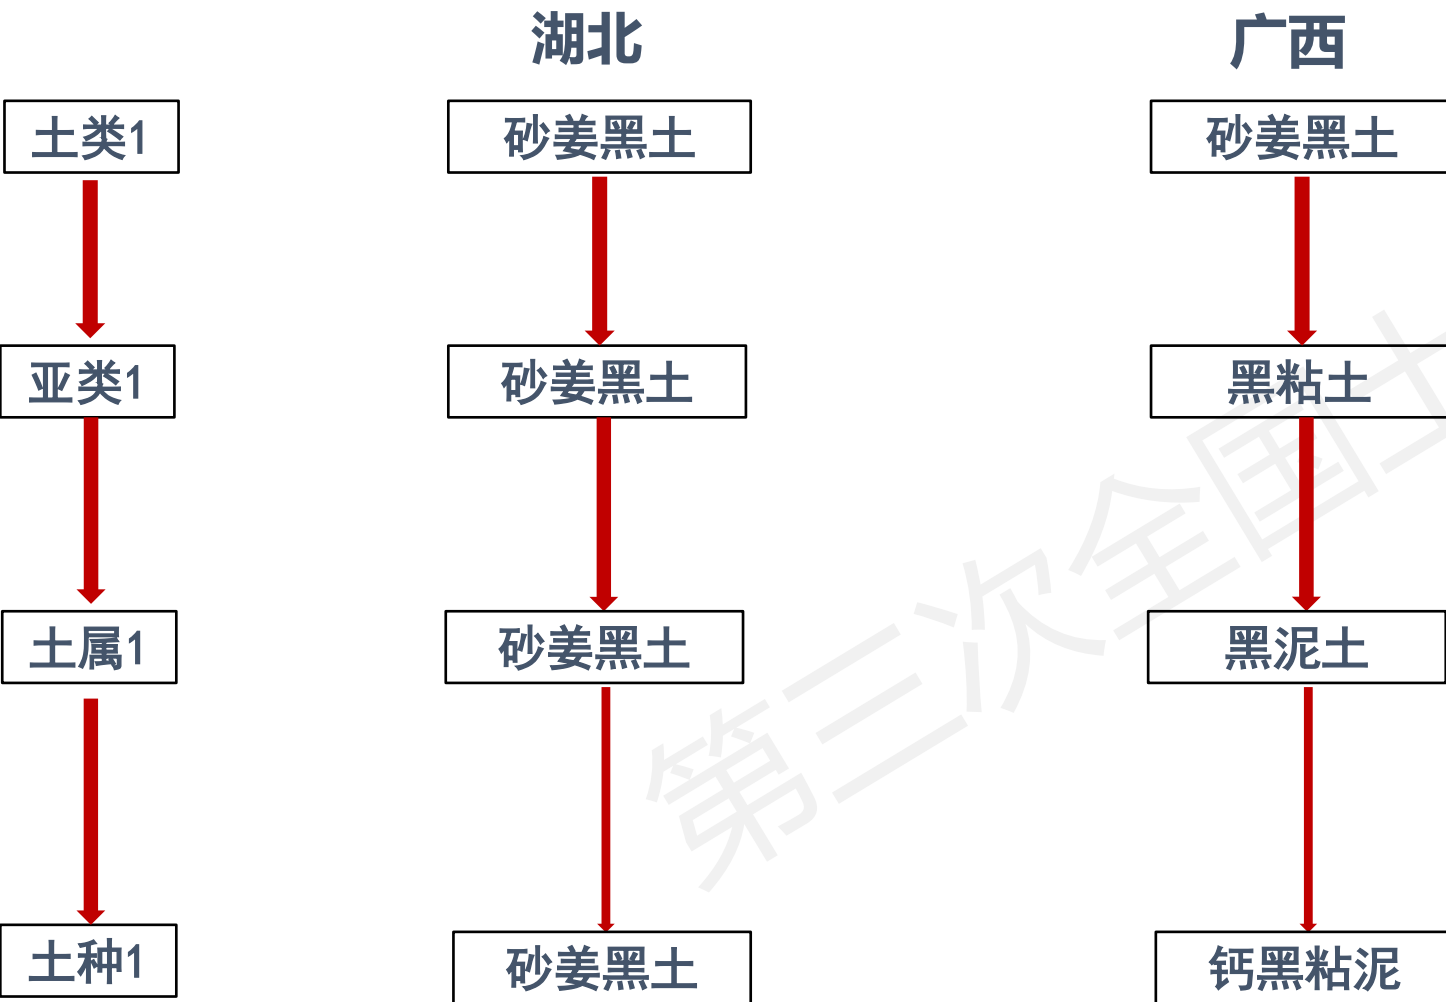 湖北 广西
土类1 砂姜黑土 砂姜黑土
亚类1 砂姜黑土 黑粘土
土属1 砂姜黑土 黑泥土
土种1 砂姜黑土 钙黑粘泥
第三次全国土